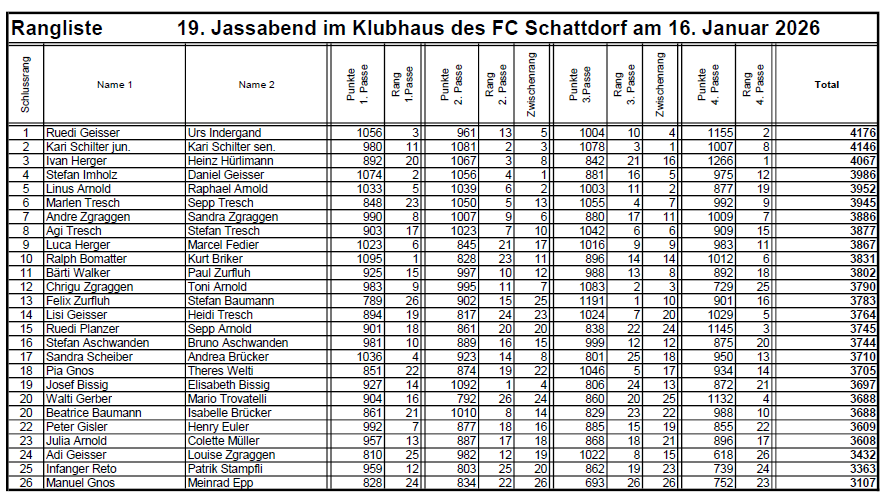 Rangliste 19. Jassabend im Klubhaus des FC Schattdorf am 16. Januar 2026
Schlussrang Name 1 Name 2 Punkte 1. Passe Rang 1.Passe Punkte 2. Passe Rang 2. Passe Zwischenrang Punkte 3.Passe Rang 3. Passe Zwischenrang Punkte 4. Passe Rang 4. Passe Total
1 Ruedi Geisser Urs Indergand 1056 3 961 13 5 1004 10 4 1155 2 4176
2 Kari Schilter jun. Kari Schilter sen. 980 11 1081 2 3 1078 3 1 1007 8 4146
3 Ivan Herger Heinz Hürlimann 892 20 1067 3 8 842 21 16 1266 1 4067
4 Stefan Imholz Daniel Geisser 1074 2 1056 4 1 881 16 5 975 12 3986
5 Linus Arnold Raphael Arnold 1033 5 1039 6 2 1003 11 2 877 19 3952
6 Marlen Tresch Sepp Tresch 848 23 1050 5 13 1055 4 7 992 9 3945
7 Andre Zgraggen Sandra Zgraggen 990 8 1007 9 6 880 17 11 1009 7 3886
8 Agi Tresch Stefan Tresch 903 17 1023 7 10 1042 6 6 909 15 3877
9 Luca Herger Marcel Fedier 1023 6 845 21 17 1016 9 9 983 11 3867
10 Ralph Bomatter Kurt Briker 1095 1 828 23 11 896 14 14 1012 6 3831
11 Bärti Walker Paul Zurfluh 925 15 997 10 12 988 13 8 892 18 3802
12 Chrigu Zgraggen Toni Arnold 983 9 995 11 7 1083 2 3 729 25 3790
13 Felix Zurfluh Stefan Baumann 789 26 902 15 25 1191 1 10 901 16 3783
14 Lisi Geisser Heidi Tresch 894 19 817 24 23 1024 7 20 1029 5 3764
15 Ruedi Planzer Sepp Arnold 901 18 861 20 20 838 22 24 1145 3 3745
16 Stefan Aschwanden Bruno Aschwanden 981 10 889 16 15 999 12 12 875 20 3744
17 Sandra Scheiber Andrea Brücker 1036 4 923 14 8 801 25 18 950 13 3710
18 Pia Gnos Theres Welti 851 22 874 19 22 1046 5 17 934 14 3705
19 Josef Bissig Elisabeth Bissig 927 14 1092 1 4 806 24 13 872 21 3697
20 Walti Gerber Mario Trovatelli 904 16 792 26 24 860 20 25 1132 4 3688
20 Beatrice Baumann Isabelle Brücker 861 21 1010 8 14 829 23 22 988 10 3688
22 Peter Gisler Henry Euler 992 7 877 18 16 885 15 19 855 22 3609
23 Julia Arnold Colette Müller 957 13 887 17 18 868 18 21 896 17 3608
24 Adi Geisser Louise Zgraggen 810 25 982 12 19 1022 8 15 618 26 3432
25 Infanger Reto Patrik Stampfli 959 12 803 25 20 862 19 23 739 24 3363
26 Manuel Gnos Meinrad Epp 828 24 834 22 26 693 26 26 752 23 3107